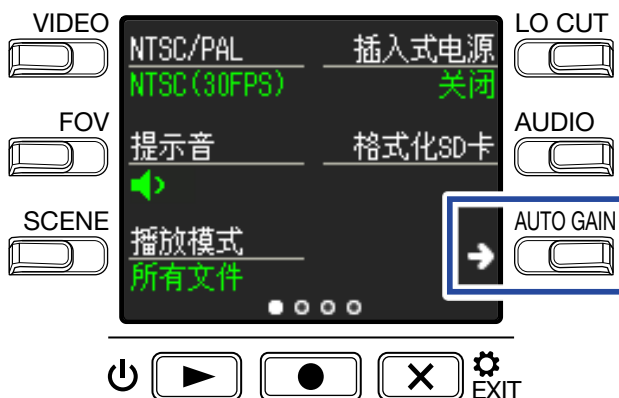 VIDEO
LO CUT
NTSC/PAL
插入式电源
NTSC(30FPS)
关闭
FOV
AUDIO
提示音
格式化SD卡
SCENE
AUTO GAIN
播放模式
所有文件
EXIT